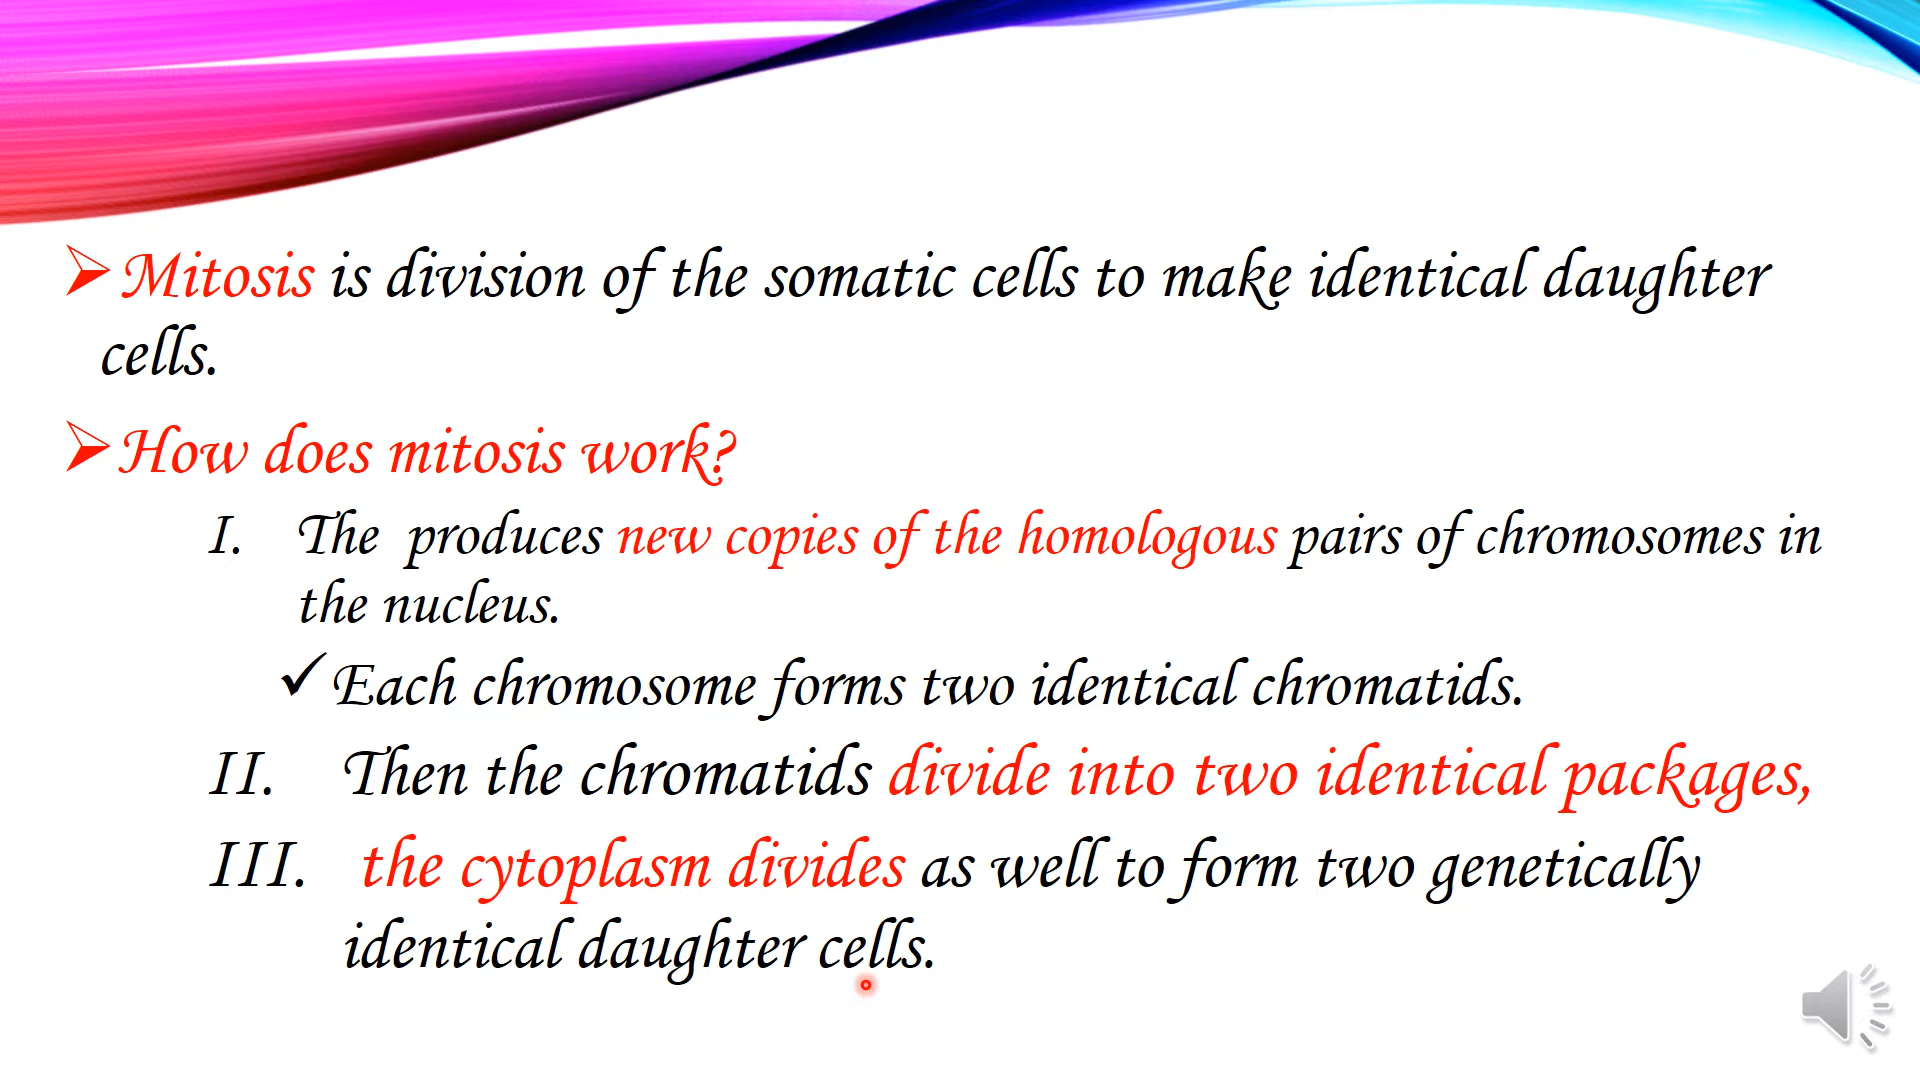 Mitosis is division of the somatic cells to make identical daughter
cells.
How does mitosis work?
I. The produces new copies of the homologous pairs of chromosomes in
the nucleus.
Each chromosome forms two identical chromatids.
II. Then the chromatids divide into two identical packages,
III. the cytoplasm divides as well to form two genetically
identical daughter cells.